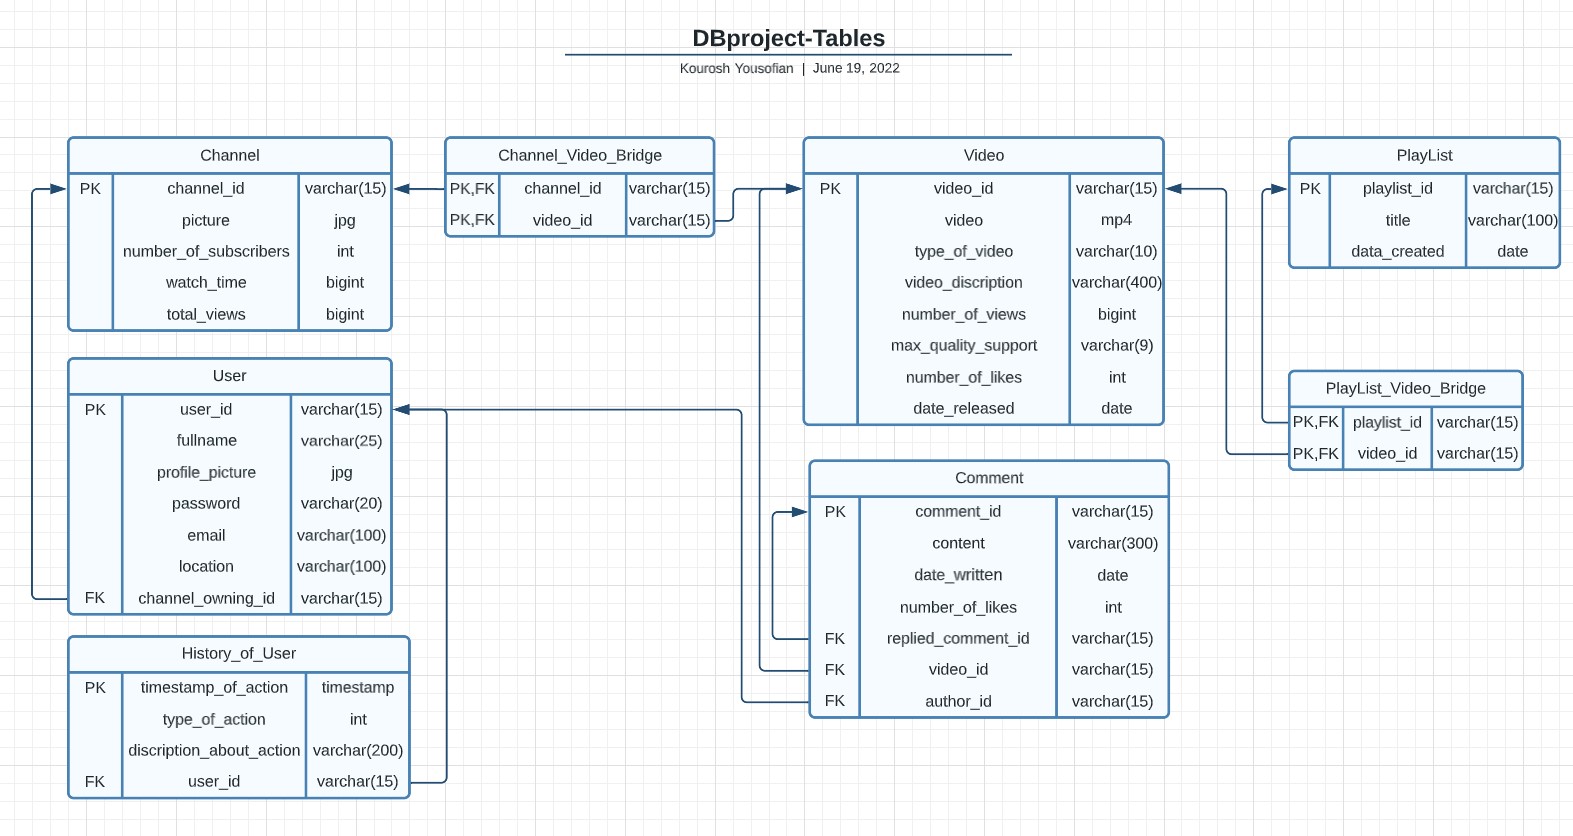 DBproject-Tables
Kourosh Yousofian | June 19, 2022
Channel
PK channel_id varchar(15)
picture jpg
number_of_subscribers int
watch_time bigint
total_views bigint
Channel_Video_Bridge
PK,FK channel_id varchar(15)
PK,FK video_id varchar(15)
Video
PK video_id varchar(15)
video mp4
type_of_video varchar(10)
video_discription varchar(400)
number_of_views bigint
max_quality_support varchar(9)
number_of_likes int
date_released date
PlayList
PK playlist_id varchar(15)
title varchar(100)
data_created date
User
PK user_id varchar(15)
fullname varchar(25)
profile_picture jpg
password varchar(20)
email varchar(100)
location varchar(100)
FK channel_owning_id varchar(15)
PlayList_Video_Bridge
PK,FK playlist_id varchar(15)
PK,FK video_id varchar(15)
Comment
PK comment_id varchar(15)
content varchar(300)
date_written date
number_of_likes int
FK replied_comment_id varchar(15)
FK video_id varchar(15)
FK author_id varchar(15)
History_of_User
PK timestamp_of_action timestamp
type_of_action int
discription_about_action varchar(200)
FK user_id varchar(15)